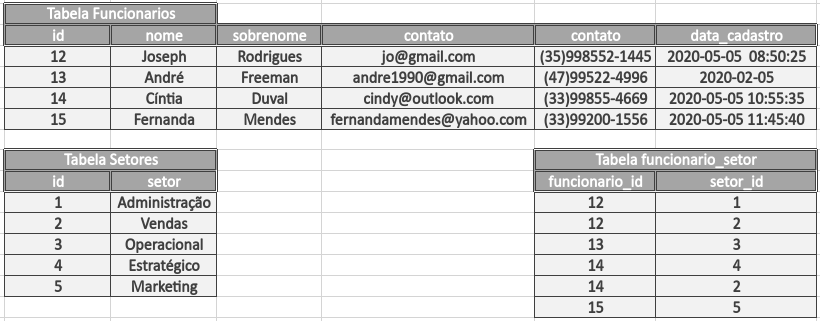 Tabela Funcionarios
id nome sobrenome contato contato data_cadastro
12 Joseph Rodrigues jo@gmail.com (35)998552-1445 2020-05-05 08:50:25
13 André Freeman andre1990@gmail.com (47)99522-4996 2020-02-05
14 Cíntia Duval cindy@outlook.com (33)99855-4669 2020-05-05 10:55:35
15 Fernanda Mendes fernandamendes@yahoo.com (33)99200-1556 2020-05-05 11:45:40
Tabela Setores
id setor
1 Administração
2 Vendas
3 Operacional
4 Estratégico
5 Marketing
Tabela funcionario_setor
funcionario_id setor_id
12 1
12 2
13 3
14 4
14 2
15 5